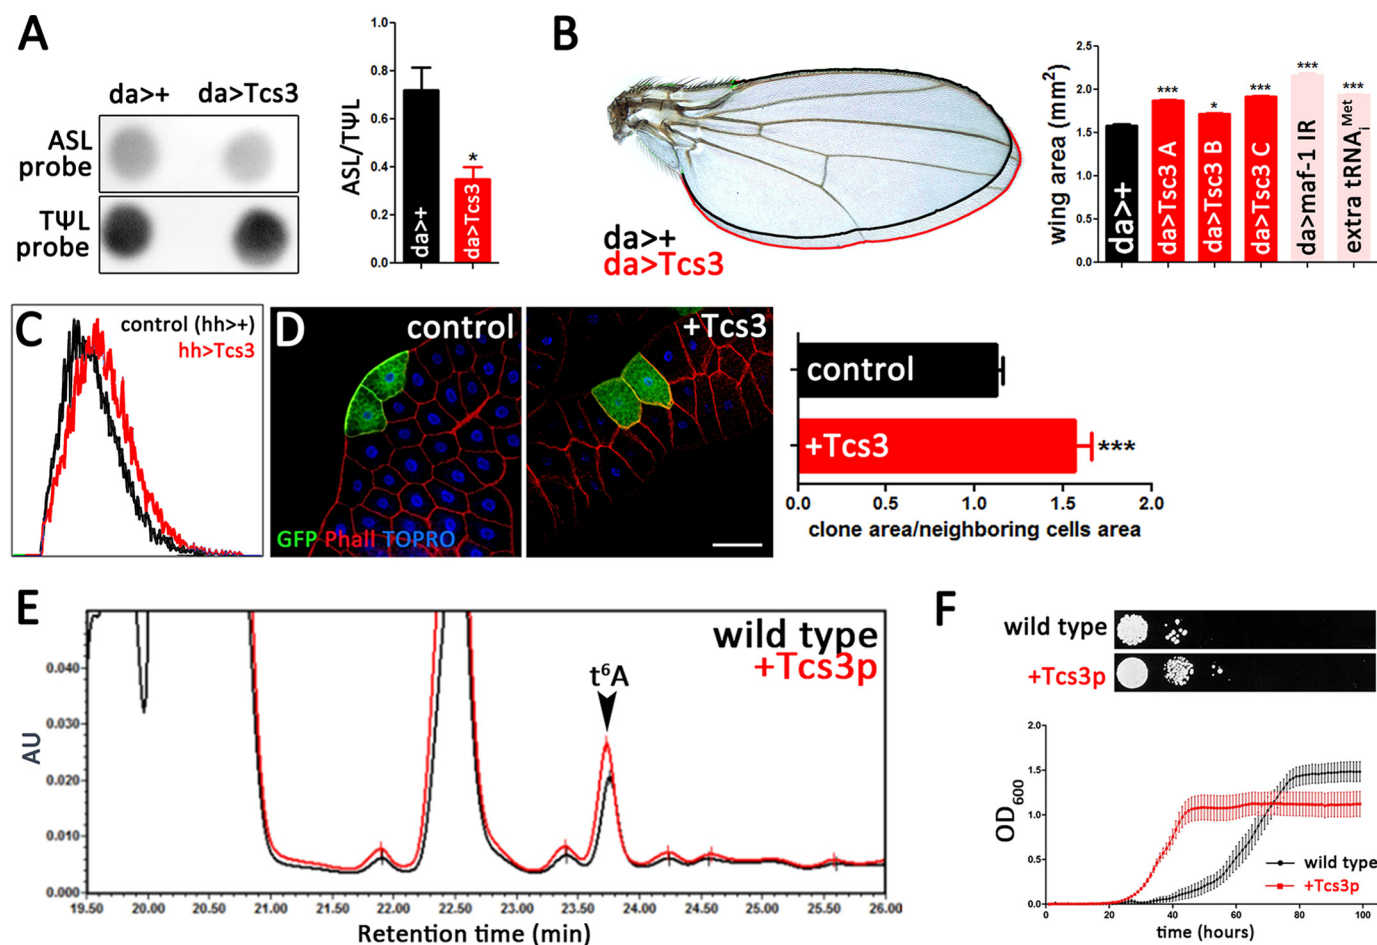 A
da>+ da>Tcs3
ASL
probe
TΨL
probe
ASL/TΨL
1.0
0.8
0.6
0.4
0.2
0.0
*
da>+
da>Tcs3
B
da>+
da>Tcs3
wing area (mm2)
2.5
2.0
1.5
1.0
0.5
0.0
***
*
***
***
***
da>+
da>Tsc3 A
da>Tsc3 B
da>Tsc3 C
da>maf-1 IR
extra tRNAiMet
C
control (hh>+)
hh>Tcs3
D
control
GFP Phall TOPRO
+Tcs3
control
+Tcs3
***
0.0 0.5 1.0 1.5 2.0
clone area/neighboring cells area
E
wild type
+Tcs3p
t6A
AU
0.040
0.030
0.020
0.010
0.000
19.50 20.00 20.50 21.00 21.50 22.00 22.50 23.00 23.50 24.00 24.50 25.00 25.50 26.00
Retention time (min)
F
wild type
+Tcs3p
OD600
2.0
1.5
1.0
0.5
0.0
wild type
+Tcs3p
0 20 40 60 80 100
time (hours)